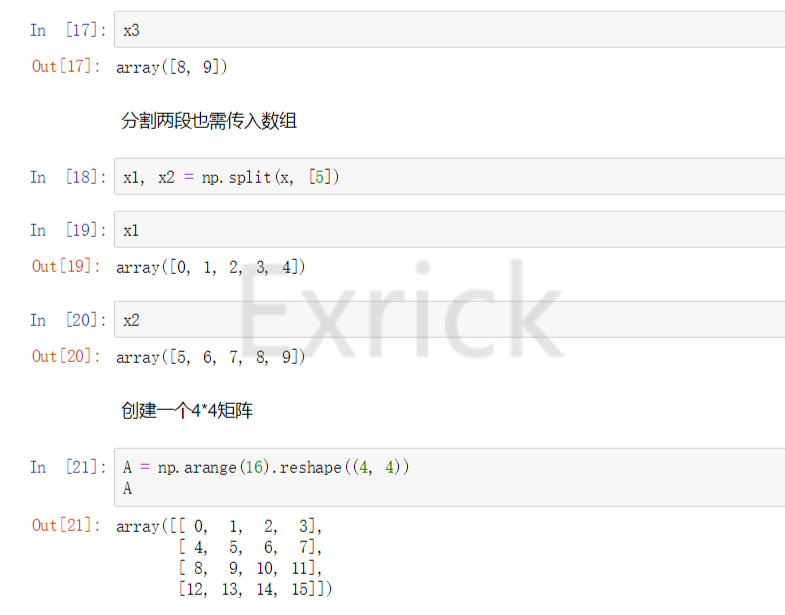 In [17]: x3
Out[17]: array([8, 9])
分割两段也需传入数组
In [18]: x1, x2 = np.split(x, [5])
In [19]: x1
Out[19]: array([0, 1, 2, 3, 4])
Exrick
In [20]: x2
Out[20]: array([5, 6, 7, 8, 9])
创建一个4*4矩阵
In [21]: A = np.arange(16).reshape((4, 4))
A
Out[21]: array([[ 0, 1, 2, 3],
[ 4, 5, 6, 7],
[ 8, 9, 10, 11],
[12, 13, 14, 15]])